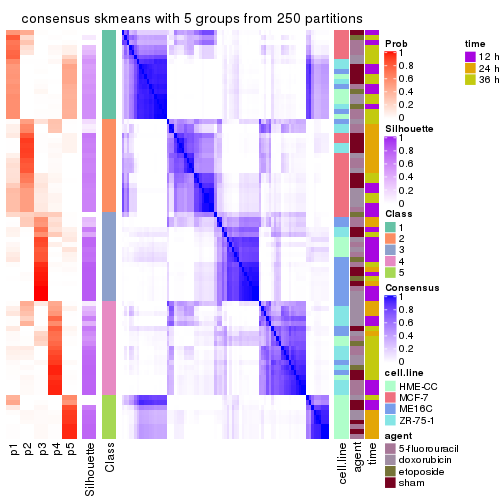 consensus skmeans with 5 groups from 250 partitions
Prob
1
0.8
0.6
0.4
0.2
0
time
12 h
24 h
36 h
Silhouette
1
0.8
0.6
0.4
0.2
0
Class
1
2
3
4
5
Consensus
1
0.8
0.6
0.4
0.2
0
cell.line
HME-CC
MCF-7
ME16C
ZR-75-1
agent
5-fluorouracil
doxorubicin
etoposide
sham
p1
p2
p3
p4
p5
Silhouette
Class
cell.line
agent
time